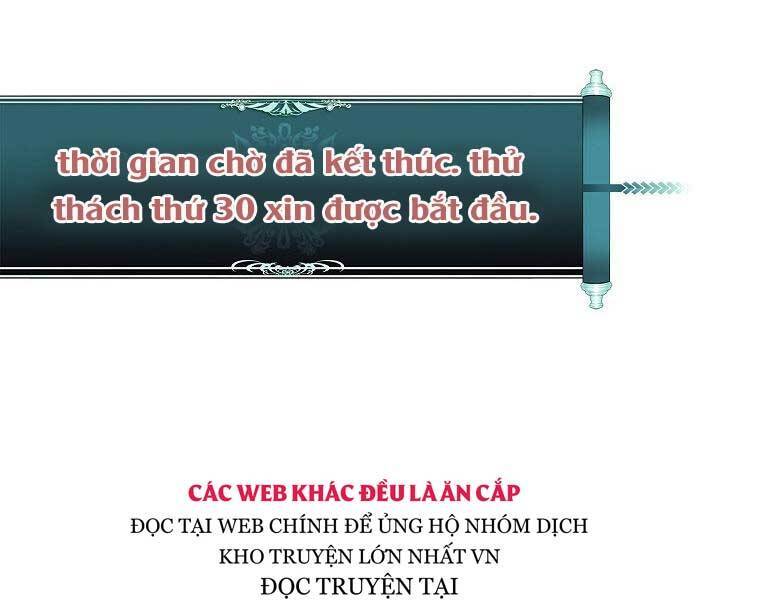 thời gian chờ đã kết thúc. thử
thách thứ 30 xin được bắt đầu.
CÁC WEB KHÁC ĐỀU LÀ ĂN CẮP
ĐỌC TẠI WEB CHÍNH ĐỂ ỦNG HỘ NHÓM DỊCH
KHO TRUYỆN LỚN NHẤT VN
ĐỌC TRUYỆN TẠI